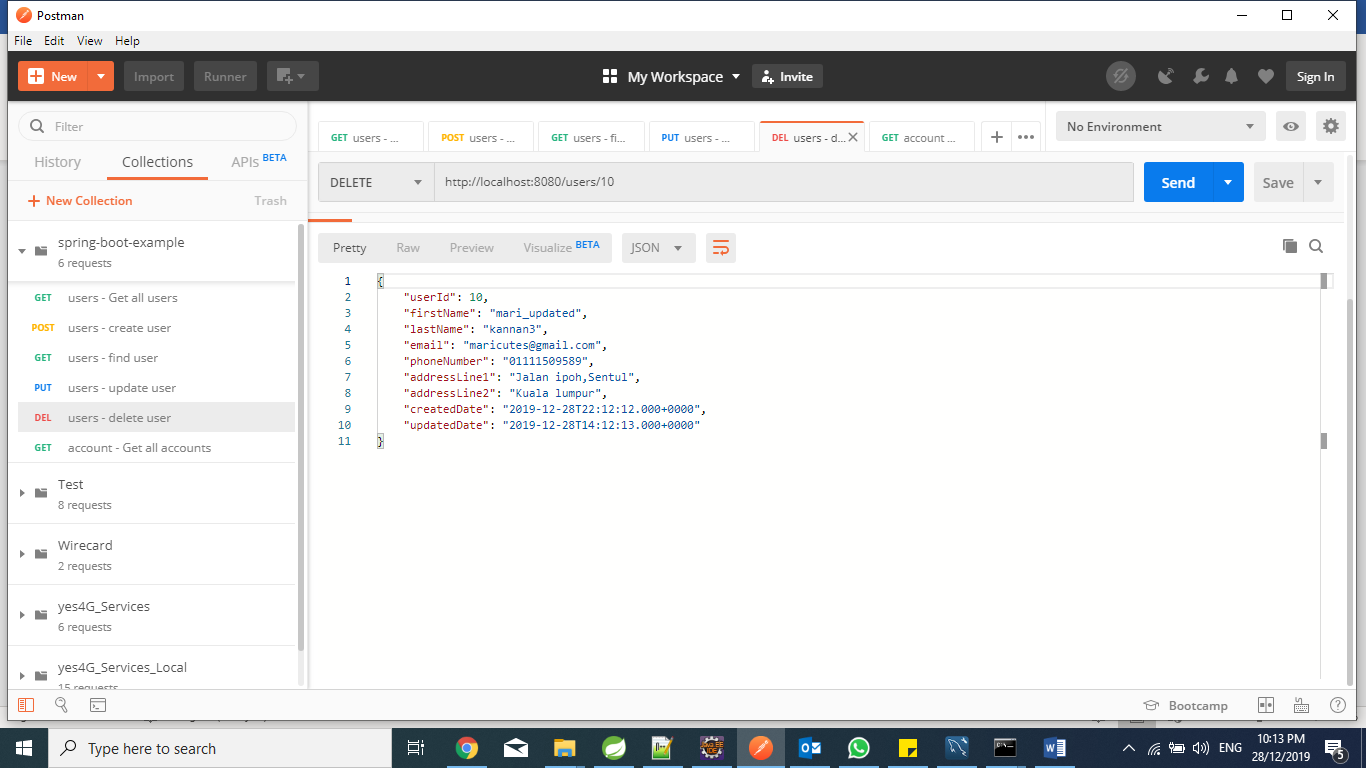 Postman
File Edit View Help
New Import Runner My Workspace Invite Sign In
Filter
History Collections APIs BETA
New Collection Trash
spring-boot-example
6 requests
GET users - Get all users
POST users - create user
GET users - find user
PUT users - update user
DEL users - delete user
GET account - Get all accounts
Test
8 requests
Wirecard
2 requests
yes4G_Services
6 requests
yes4G_Services_Local
15 requests
GET users - ... POST users - ... GET users - fi... PUT users - ... DEL users - d... GET account ... No Environment
DELETE http://localhost:8080/users/10 Send Save
Pretty Raw Preview Visualize BETA JSON
1 {
2 "userId": 10,
3 "firstName": "mari_updated",
4 "lastName": "kannan3",
5 "email": "maricutes@gmail.com",
6 "phoneNumber": "01111509589",
7 "addressLine1": "Jalan ipoh,Sentul",
8 "addressLine2": "Kuala lumpur",
9 "createdDate": "2019-12-28T22:12:12.000+0000",
10 "updatedDate": "2019-12-28T14:12:13.000+0000"
11 }
Bootcamp
Type here to search
ENG
10:13 PM
28/12/2019
5